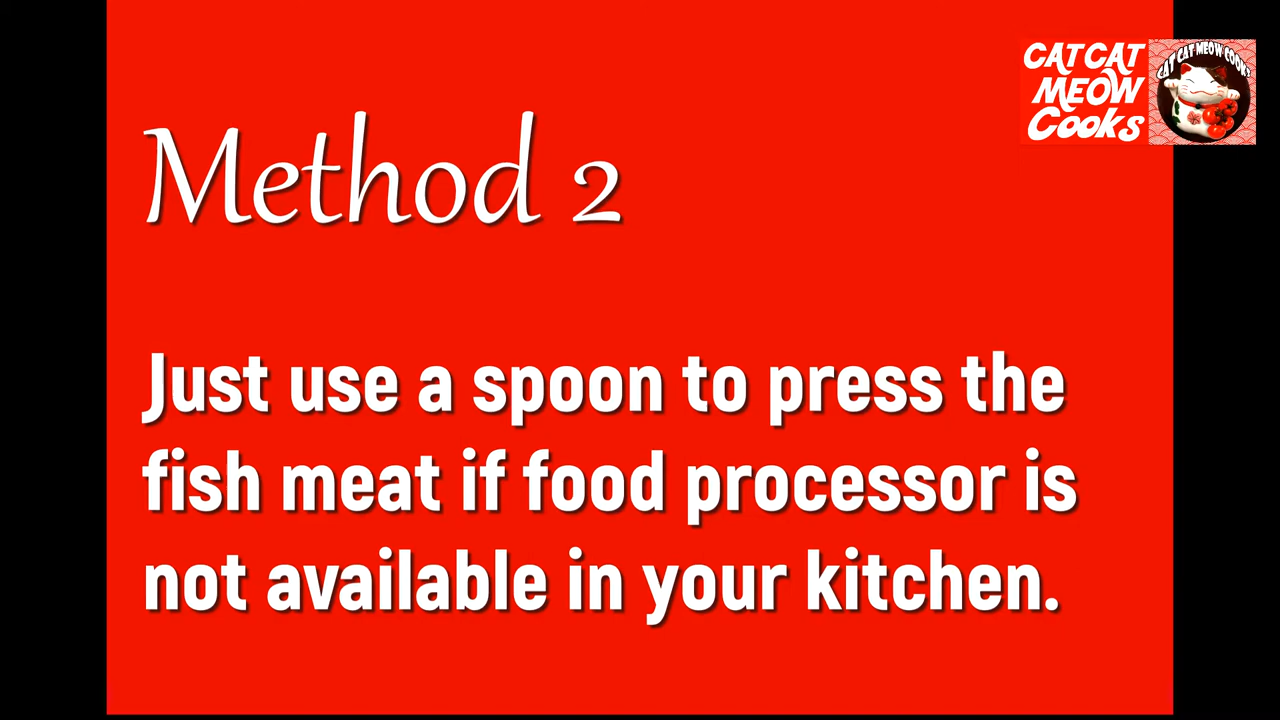 CAT CAT
MEOW
Cooks
CAT CAT MEOW COOKS
Method 2
Just use a spoon to press the
fish meat if food processor is
not available in your kitchen.